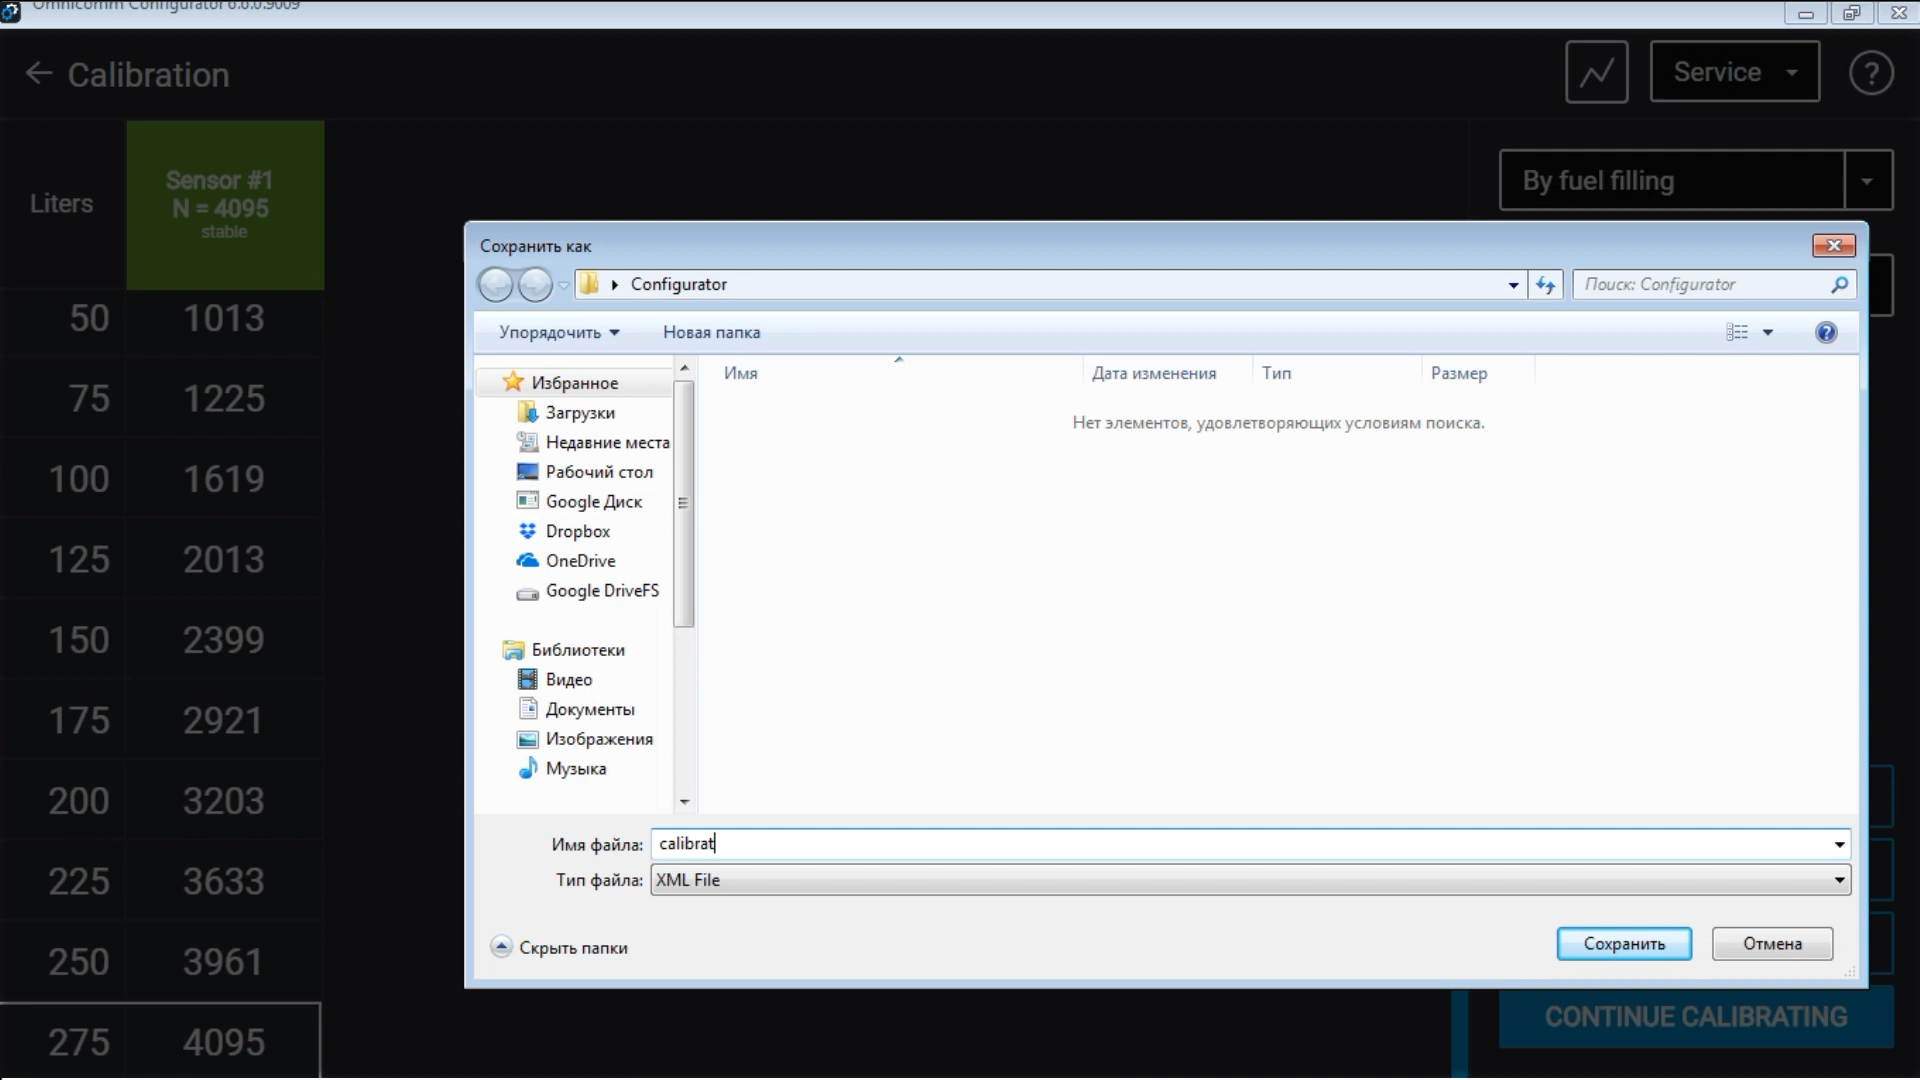 Omnicomm Configurator 6.6.0.9009
Calibration
Service
?
Liters
Sensor #1
N = 4095
stable
By fuel filling
50 1013
75 1225
100 1619
125 2013
150 2399
175 2921
200 3203
225 3633
250 3961
275 4095
Сохранить как
Configurator
Поиск: Configurator
Упорядочить
Новая папка
Избранное
Загрузки
Недавние места
Рабочий стол
Google Диск
Dropbox
OneDrive
Google DriveFS
Библиотеки
Видео
Документы
Изображения
Музыка
Имя
Дата изменения
Тип
Размер
Нет элементов, удовлетворяющих условиям поиска.
Имя файла: calibrat
Тип файла: XML File
Скрыть папки
Сохранить
Отмена
CONTINUE CALIBRATING